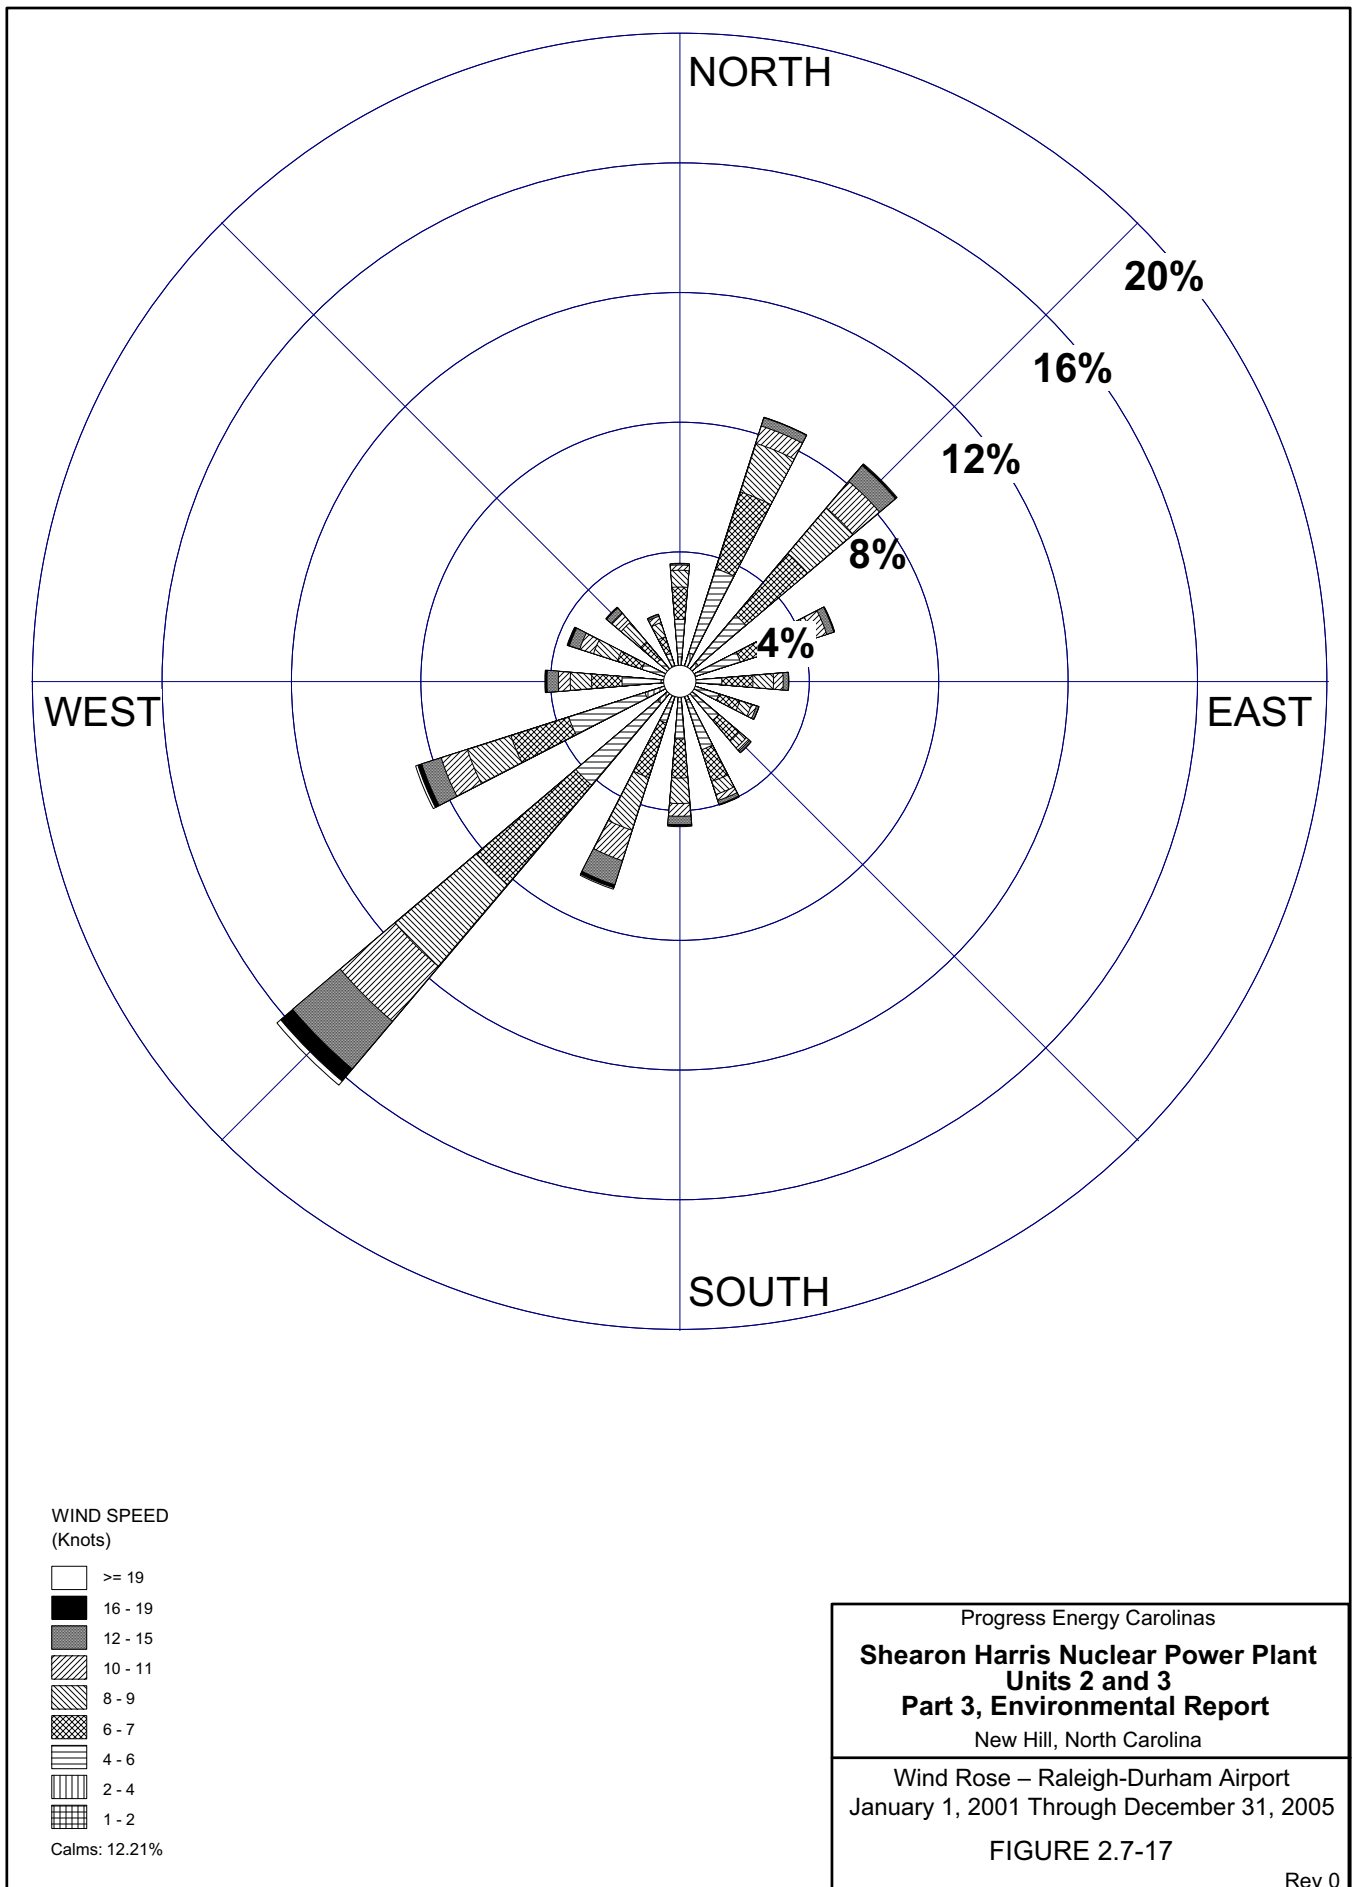 NORTH
20%
16%
12%
8%
4%
WEST
EAST
SOUTH
WIND SPEED
(Knots)
>= 19
16 - 19
12 - 15
10 - 11
8 - 9
6 - 7
4 - 6
2 - 4
1 - 2
Calms: 12.21%
Progress Energy Carolinas
Shearon Harris Nuclear Power Plant
Units 2 and 3
Part 3, Environmental Report
New Hill, North Carolina
Wind Rose – Raleigh-Durham Airport
January 1, 2001 Through December 31, 2005
FIGURE 2.7-17
Rev 0